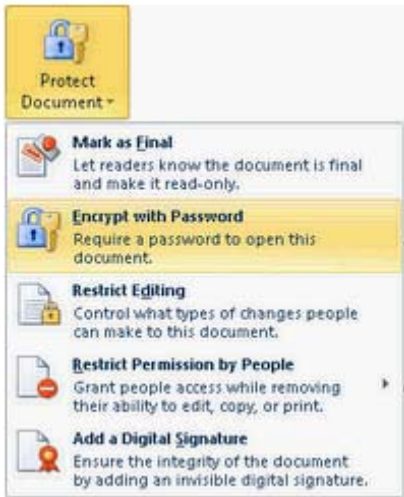 Protect
Document
Mark as Final
Let readers know the document is final
and make it read-only.
Encrypt with Password
Require a password to open this
document.
Restrict Editing
Control what types of changes people
can make to this document.
Restrict Permission by People
Grant people access while removing
their ability to edit, copy, or print.
Add a Digital Signature
Ensure the integrity of the document
by adding an invisible digital signature.